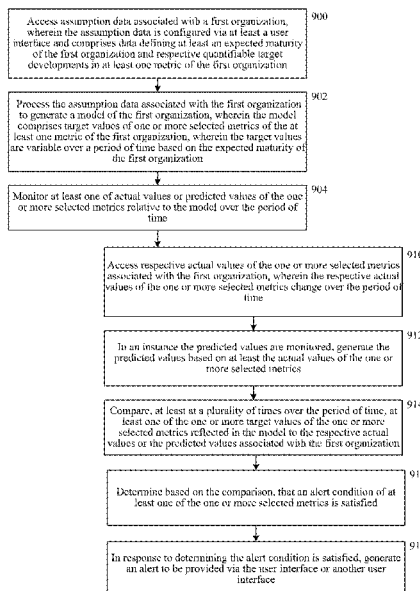 900
Access assumption data associated with a first organization,
wherein the assumption data is configured via at least a user
interface and comprises data defining at least an expected maturity
of the first organization and respective quantifiable target
developments in at least one metric of the first organization
902
Process the assumption data associated with the first organization
to generate a model of the first organization, wherein the model
comprises target values of one or more selected metrics of the at
least one metric of the first organization, wherein the target values
are variable over a period of time based on the expected maturity of
the first organization
904
Monitor at least one of actual values or predicted values of the one
or more selected metrics relative to the model over the period of
time
910
Access respective actual values of the one or more selected metrics
associated with the first organization, wherein the respective actual
values of the one or more selected metrics change over the period of
time
912
In an instance the predicted values are monitored, generate the
predicted values based on at least the actual values of the one or
more selected metrics
914
Compare, at least at a plurality of times over the period of time, at
least one of the one or more target values of the one or more
selected metrics reflected in the model to the respective actual
values or the predicted values associated with the first organization
91
Determine based on the comparison, that an alert condition of at
least one of the one or more selected metrics is satisfied
91
In response to determining the alert condition is satisfied, generate
an alert to be provided via the user interface or another user
interface